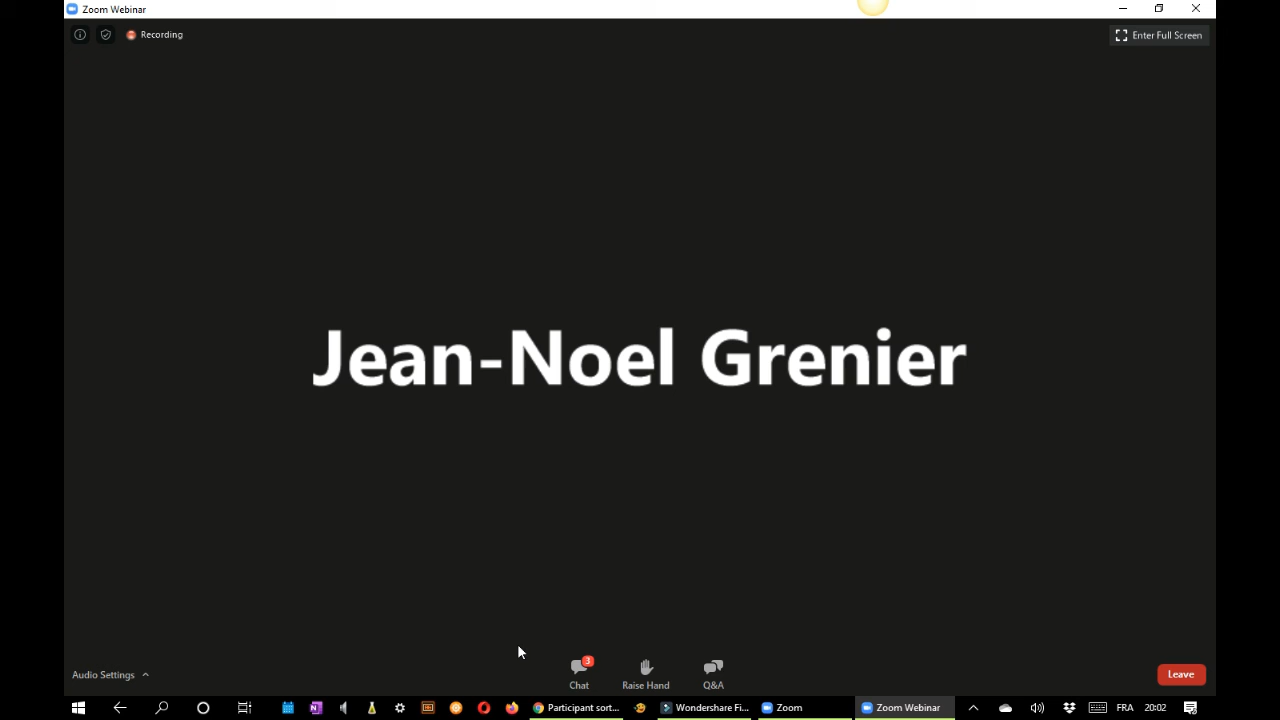 Zoom Webinar
Recording
Enter Full Screen
Jean-Noel Grenier
Audio Settings
3
Chat
Raise Hand
Q&A
Leave
Participant sort...
Wondershare Fi...
Zoom
Zoom Webinar
FRA
20:02